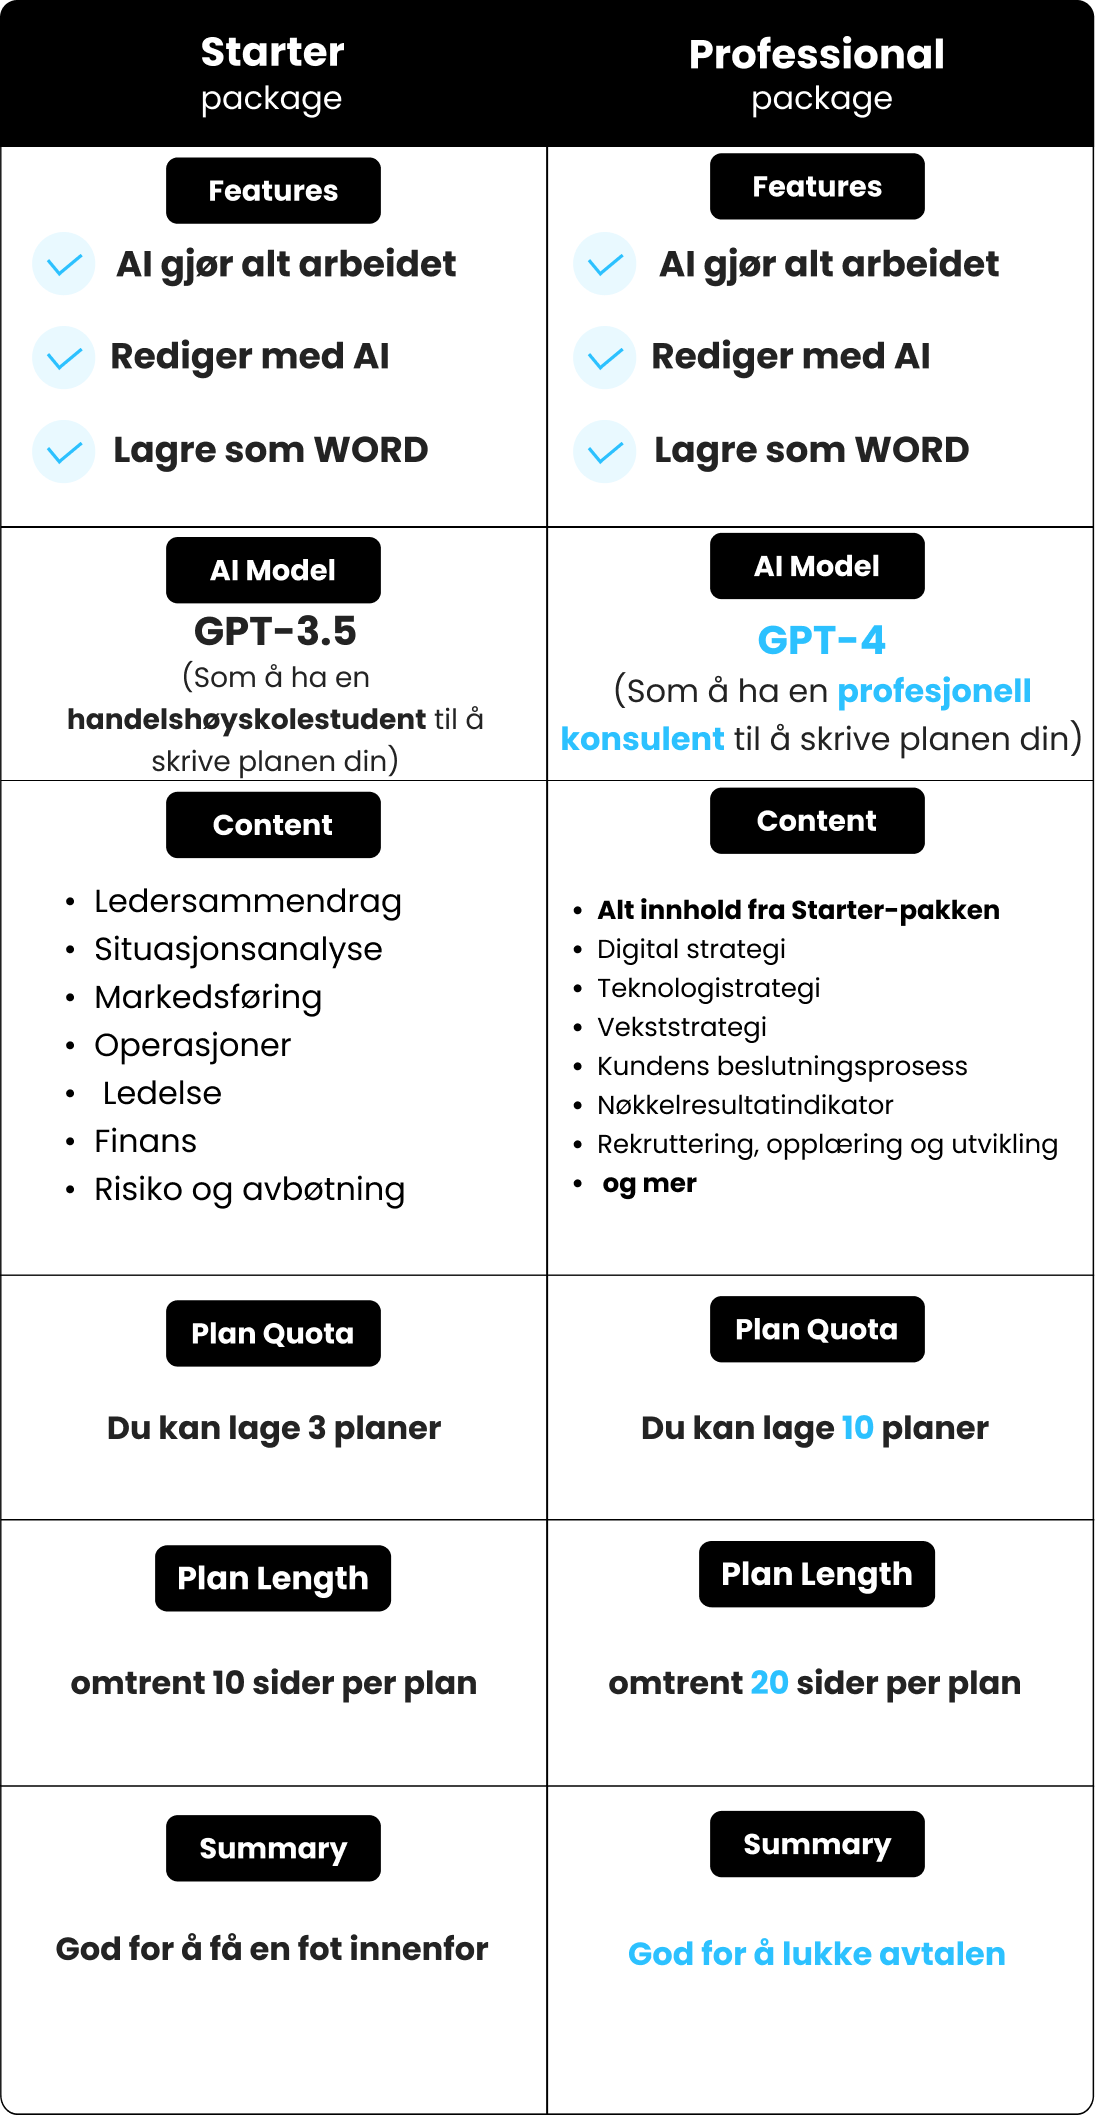 Starter
package
Professional
package
Features
AI gjør alt arbeidet
Rediger med AI
Lagre som WORD
Features
AI gjør alt arbeidet
Rediger med AI
Lagre som WORD
AI Model
GPT-3.5
(Som å ha en
handelshøyskolestudent til å
skrive planen din)
AI Model
GPT-4
(Som å ha en profesjonell
konsulent til å skrive planen din)
Content
• Ledersammendrag
• Situasjonsanalyse
• Markedsføring
• Operasjoner
• Ledelse
• Finans
• Risiko og avbøtning
Content
• Alt innhold fra Starter-pakken
• Digital strategi
• Teknologistrategi
• Vekststrategi
• Kundens beslutningsprosess
• Nøkkelresultatindikator
• Rekruttering, opplæring og utvikling
• og mer
Plan Quota
Du kan lage 3 planer
Plan Quota
Du kan lage 10 planer
Plan Length
omtrent 10 sider per plan
Plan Length
omtrent 20 sider per plan
Summary
God for å få en fot innenfor
Summary
God for å lukke avtalen